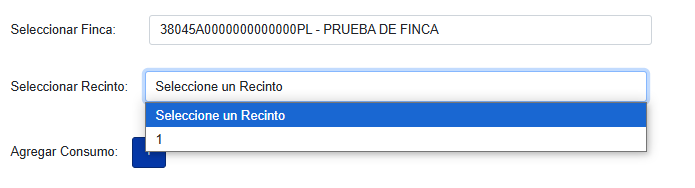 Seleccionar Finca: 38045A0000000000000PL - PRUEBA DE FINCA
Seleccionar Recinto: Seleccione un Recinto
Seleccione un Recinto
1
Agregar Consumo: